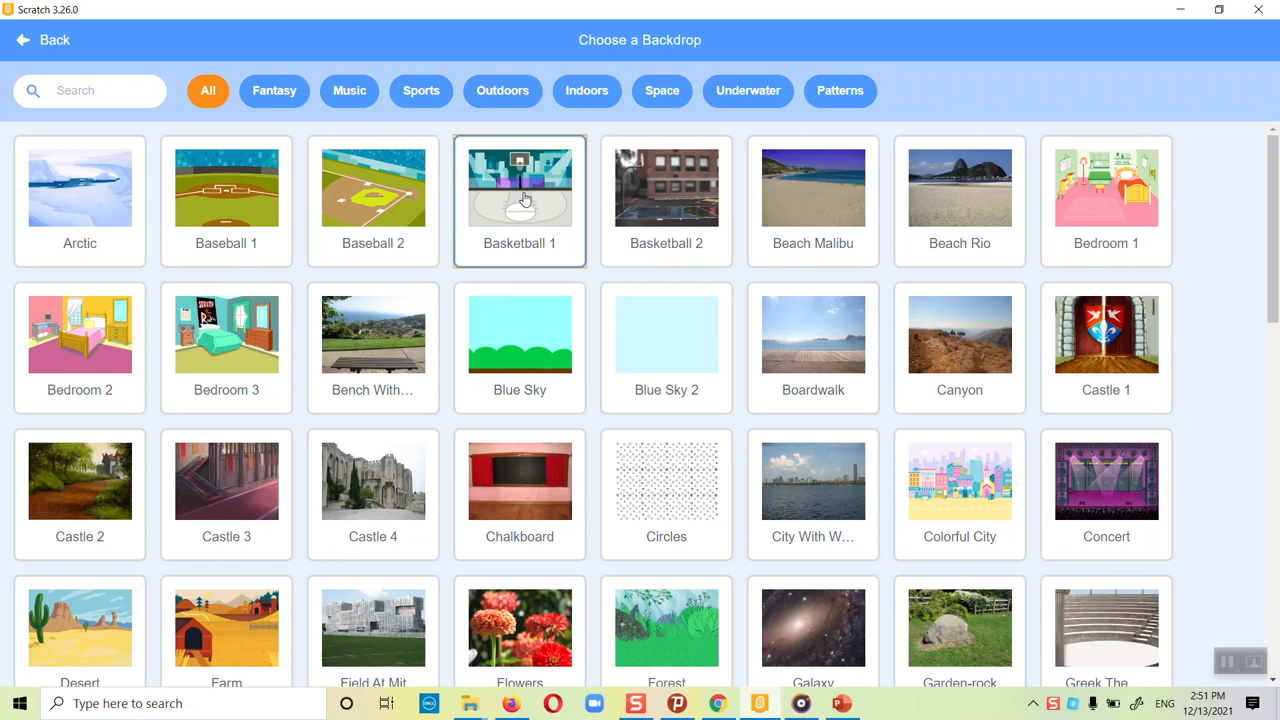 Scratch 3.26.0
Back
Choose a Backdrop
Search
All
Fantasy
Music
Sports
Outdoors
Indoors
Space
Underwater
Patterns
Arctic
Baseball 1
Baseball 2
Basketball 1
Basketball 2
Beach Malibu
Beach Rio
Bedroom 1
Bedroom 2
Bedroom 3
Bench With...
Blue Sky
Blue Sky 2
Boardwalk
Canyon
Castle 1
Castle 2
Castle 3
Castle 4
Chalkboard
Circles
City With W...
Colorful City
Concert
Desert
Farm
Field At Mit
Flowers
Forest
Galaxy
Garden-rock
Greek The...
Type here to search
ENG
2:51 PM
12/13/2021